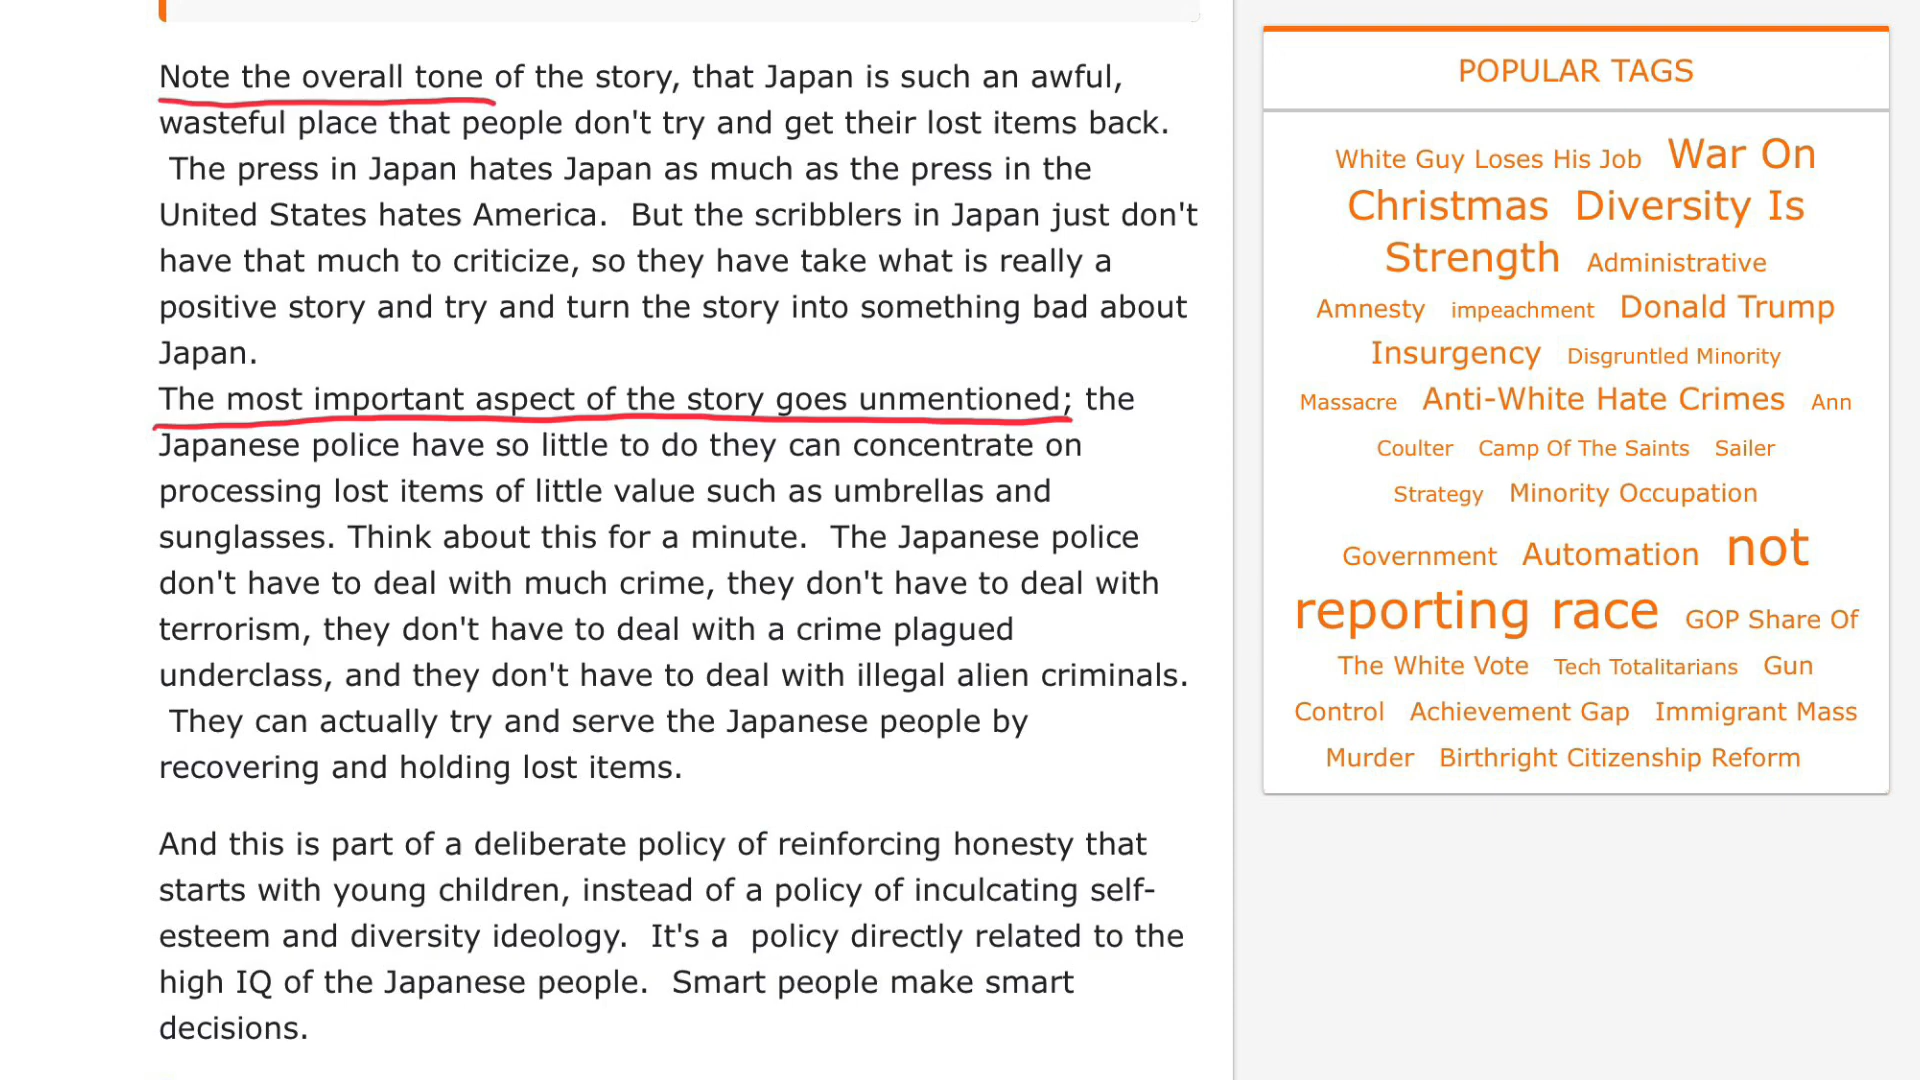 Note the overall tone of the story, that Japan is such an awful,
wasteful place that people don't try and get their lost items back.
The press in Japan hates Japan as much as the press in the
United States hates America.  But the scribblers in Japan just don't
have that much to criticize, so they have take what is really a
positive story and try and turn the story into something bad about
Japan.
The most important aspect of the story goes unmentioned; the
Japanese police have so little to do they can concentrate on
processing lost items of little value such as umbrellas and
sunglasses. Think about this for a minute.  The Japanese police
don't have to deal with much crime, they don't have to deal with
terrorism, they don't have to deal with a crime plagued
underclass, and they don't have to deal with illegal alien criminals.
They can actually try and serve the Japanese people by
recovering and holding lost items.
And this is part of a deliberate policy of reinforcing honesty that
starts with young children, instead of a policy of inculcating self-
esteem and diversity ideology.  It's a  policy directly related to the
high IQ of the Japanese people.  Smart people make smart
decisions.
POPULAR TAGS
White Guy Loses His Job War On
Christmas Diversity Is
Strength Administrative
Amnesty impeachment Donald Trump
Insurgency Disgruntled Minority
Massacre Anti-White Hate Crimes Ann
Coulter Camp Of The Saints Sailer
Strategy Minority Occupation
Government Automation not
reporting race GOP Share Of
The White Vote Tech Totalitarians Gun
Control Achievement Gap Immigrant Mass
Murder Birthright Citizenship Reform